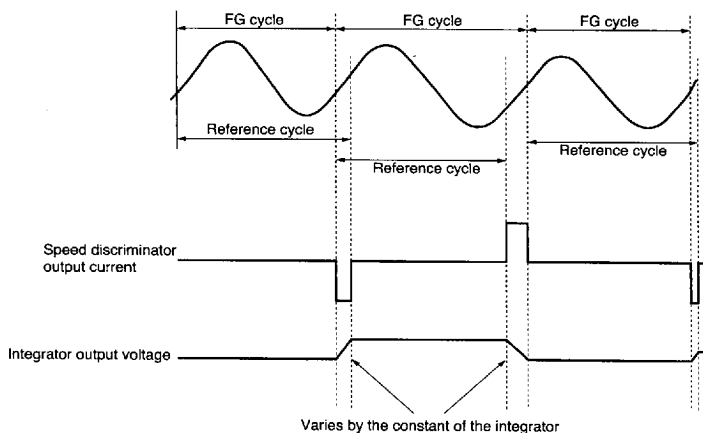 FG cycle
FG cycle
FG cycle
Reference cycle
Reference cycle
Reference cycle
Speed discriminator
output current
Integrator output voltage
Varies by the constant of the integrator